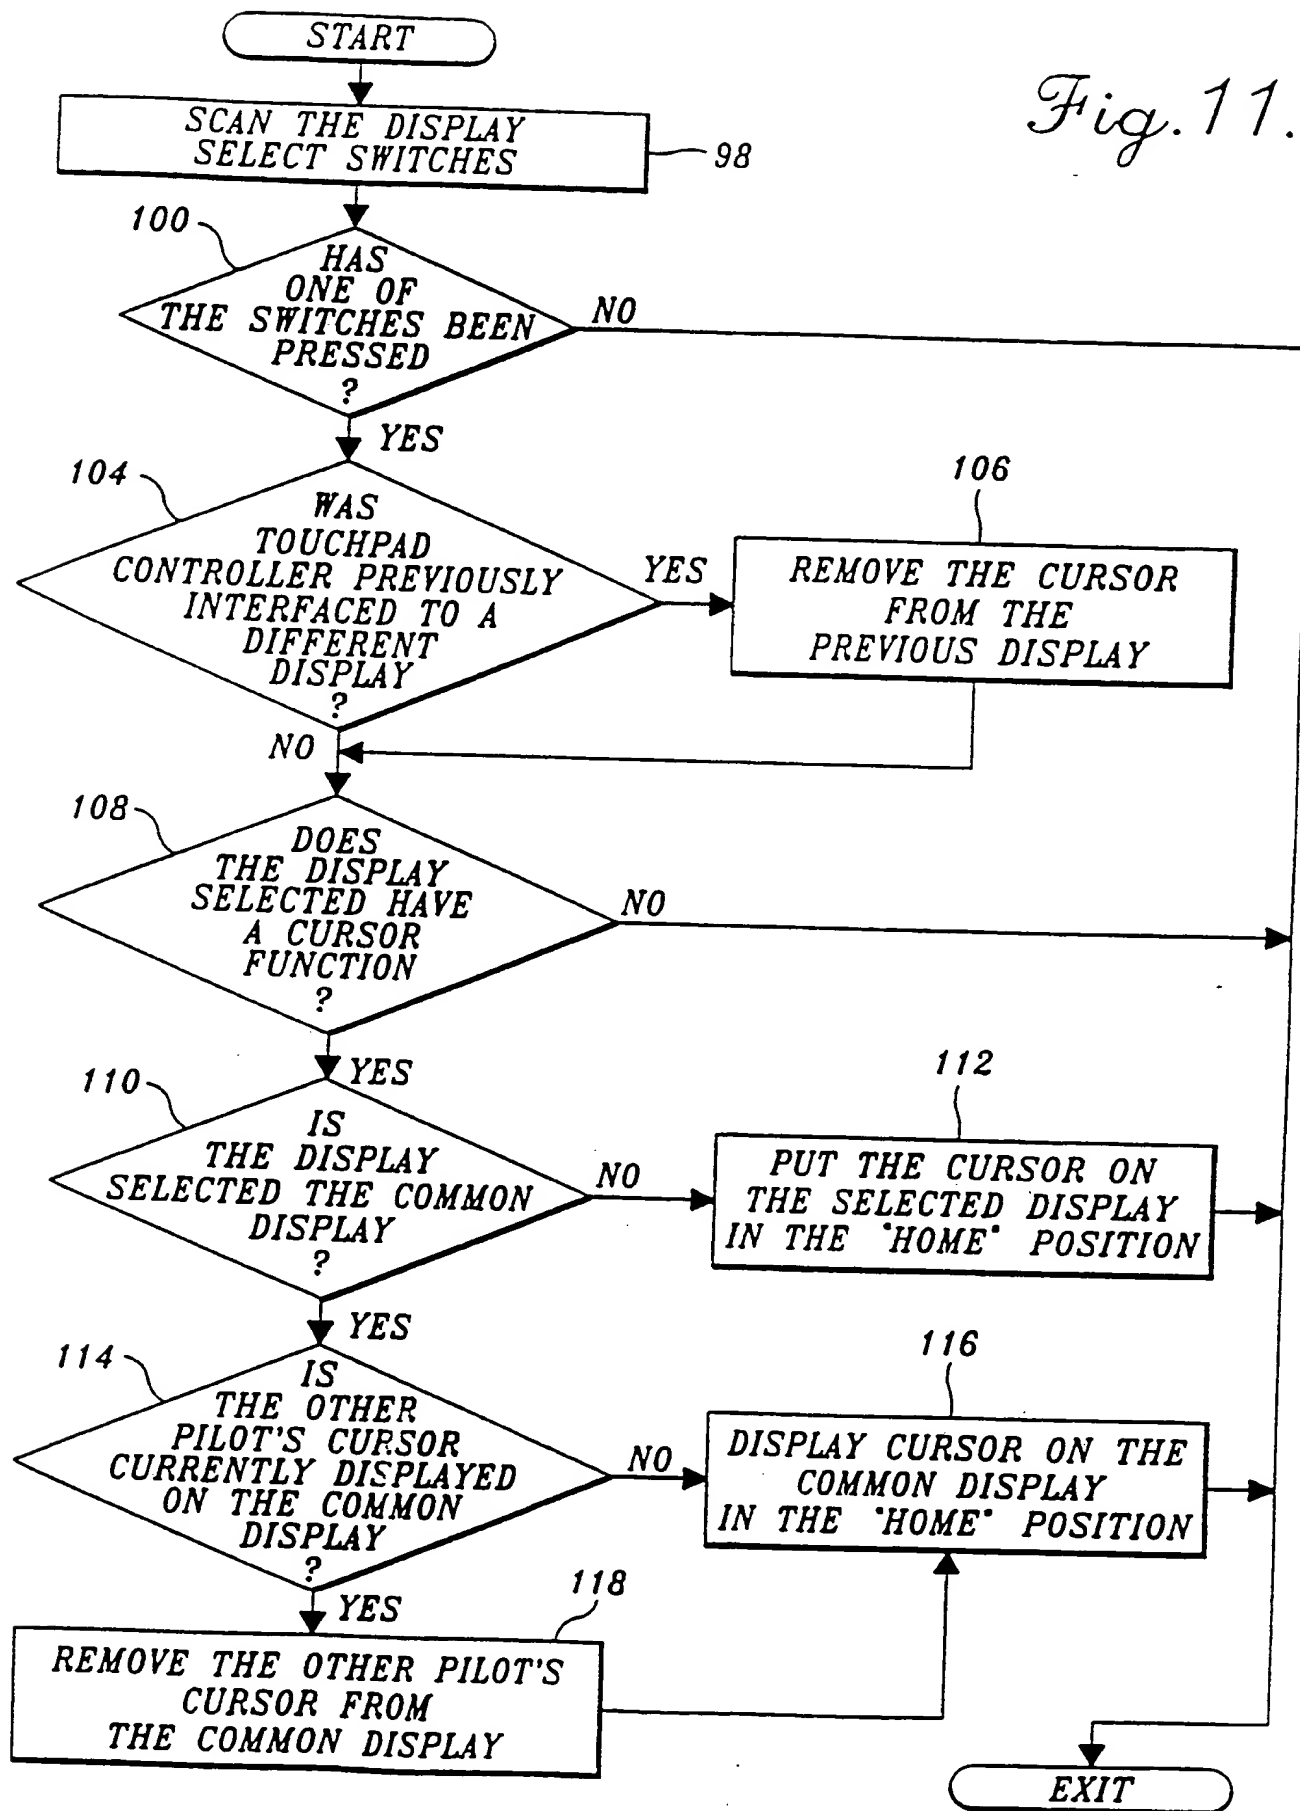 START
Fig. 11.
SCAN THE DISPLAY
SELECT SWITCHES
98
100
HAS
ONE OF
THE SWITCHES BEEN
PRESSED
?
NO
YES
104
WAS
TOUCHPAD
CONTROLLER PREVIOUSLY
INTERFACED TO A
DIFFERENT
DISPLAY
?
YES
106
REMOVE THE CURSOR
FROM THE
PREVIOUS DISPLAY
NO
108
DOES
THE DISPLAY
SELECTED HAVE
A CURSOR
FUNCTION
?
NO
YES
110
IS
THE DISPLAY
SELECTED THE COMMON
DISPLAY
?
NO
112
PUT THE CURSOR ON
THE SELECTED DISPLAY
IN THE "HOME" POSITION
YES
114
IS
THE OTHER
PILOT'S CURSOR
CURRENTLY DISPLAYED
ON THE COMMON
DISPLAY
?
NO
116
DISPLAY CURSOR ON THE
COMMON DISPLAY
IN THE "HOME" POSITION
YES
118
REMOVE THE OTHER PILOT'S
CURSOR FROM
THE COMMON DISPLAY
EXIT